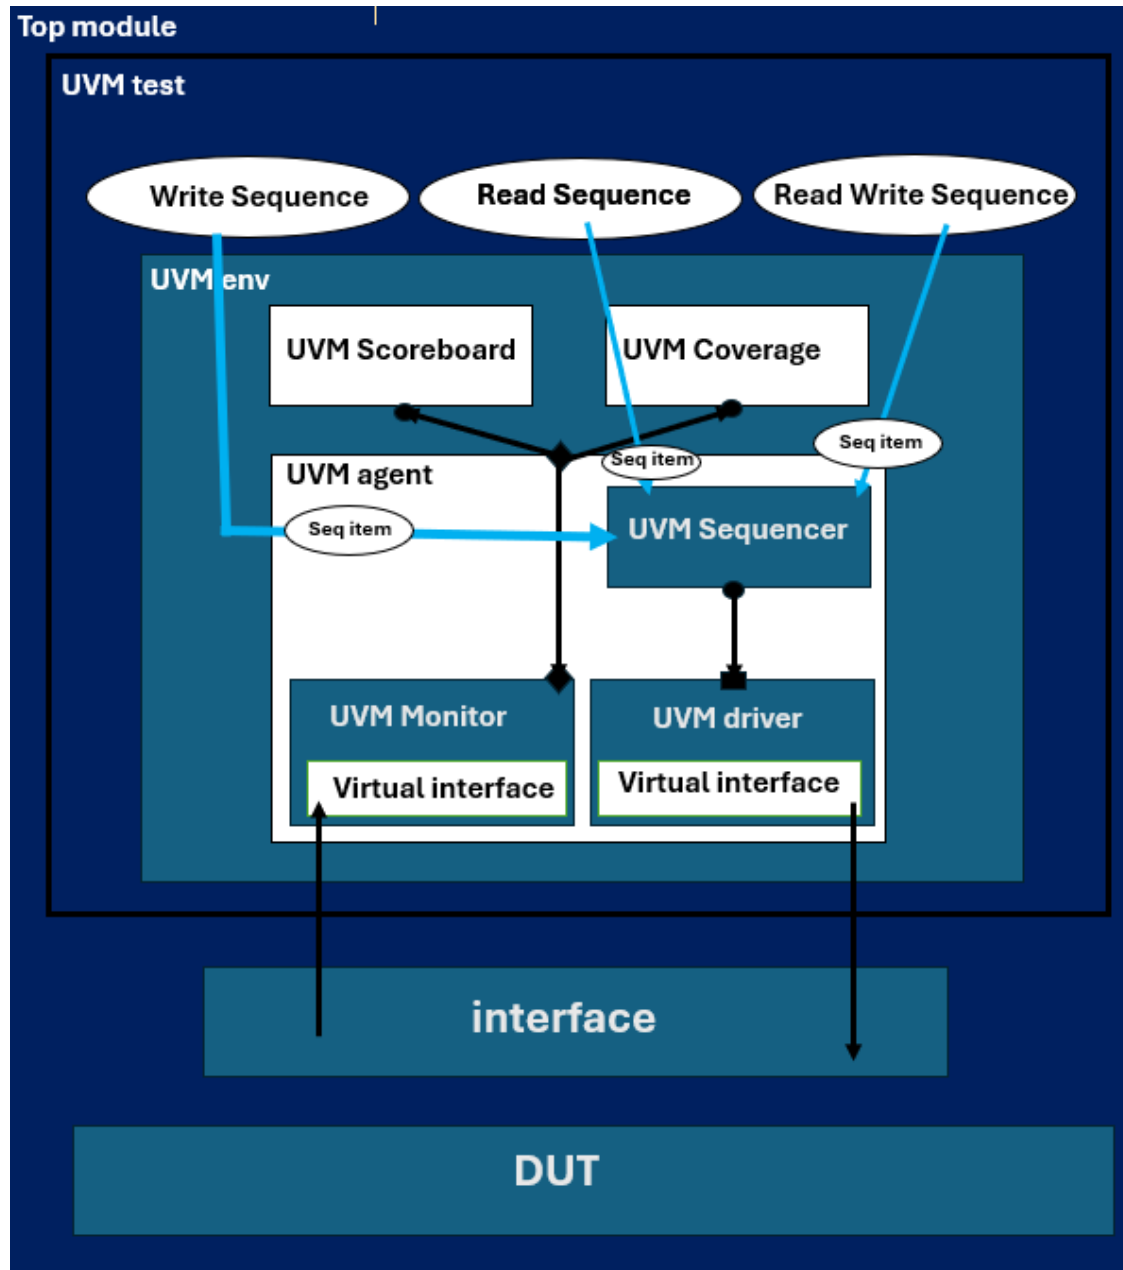 Top module
UVM test
Write Sequence
Read Sequence
Read Write Sequence
UVM env
UVM Scoreboard
UVM Coverage
Seq item
Seq item
UVM agent
Seq item
UVM Sequencer
UVM Monitor
UVM driver
Virtual interface
Virtual interface
interface
DUT